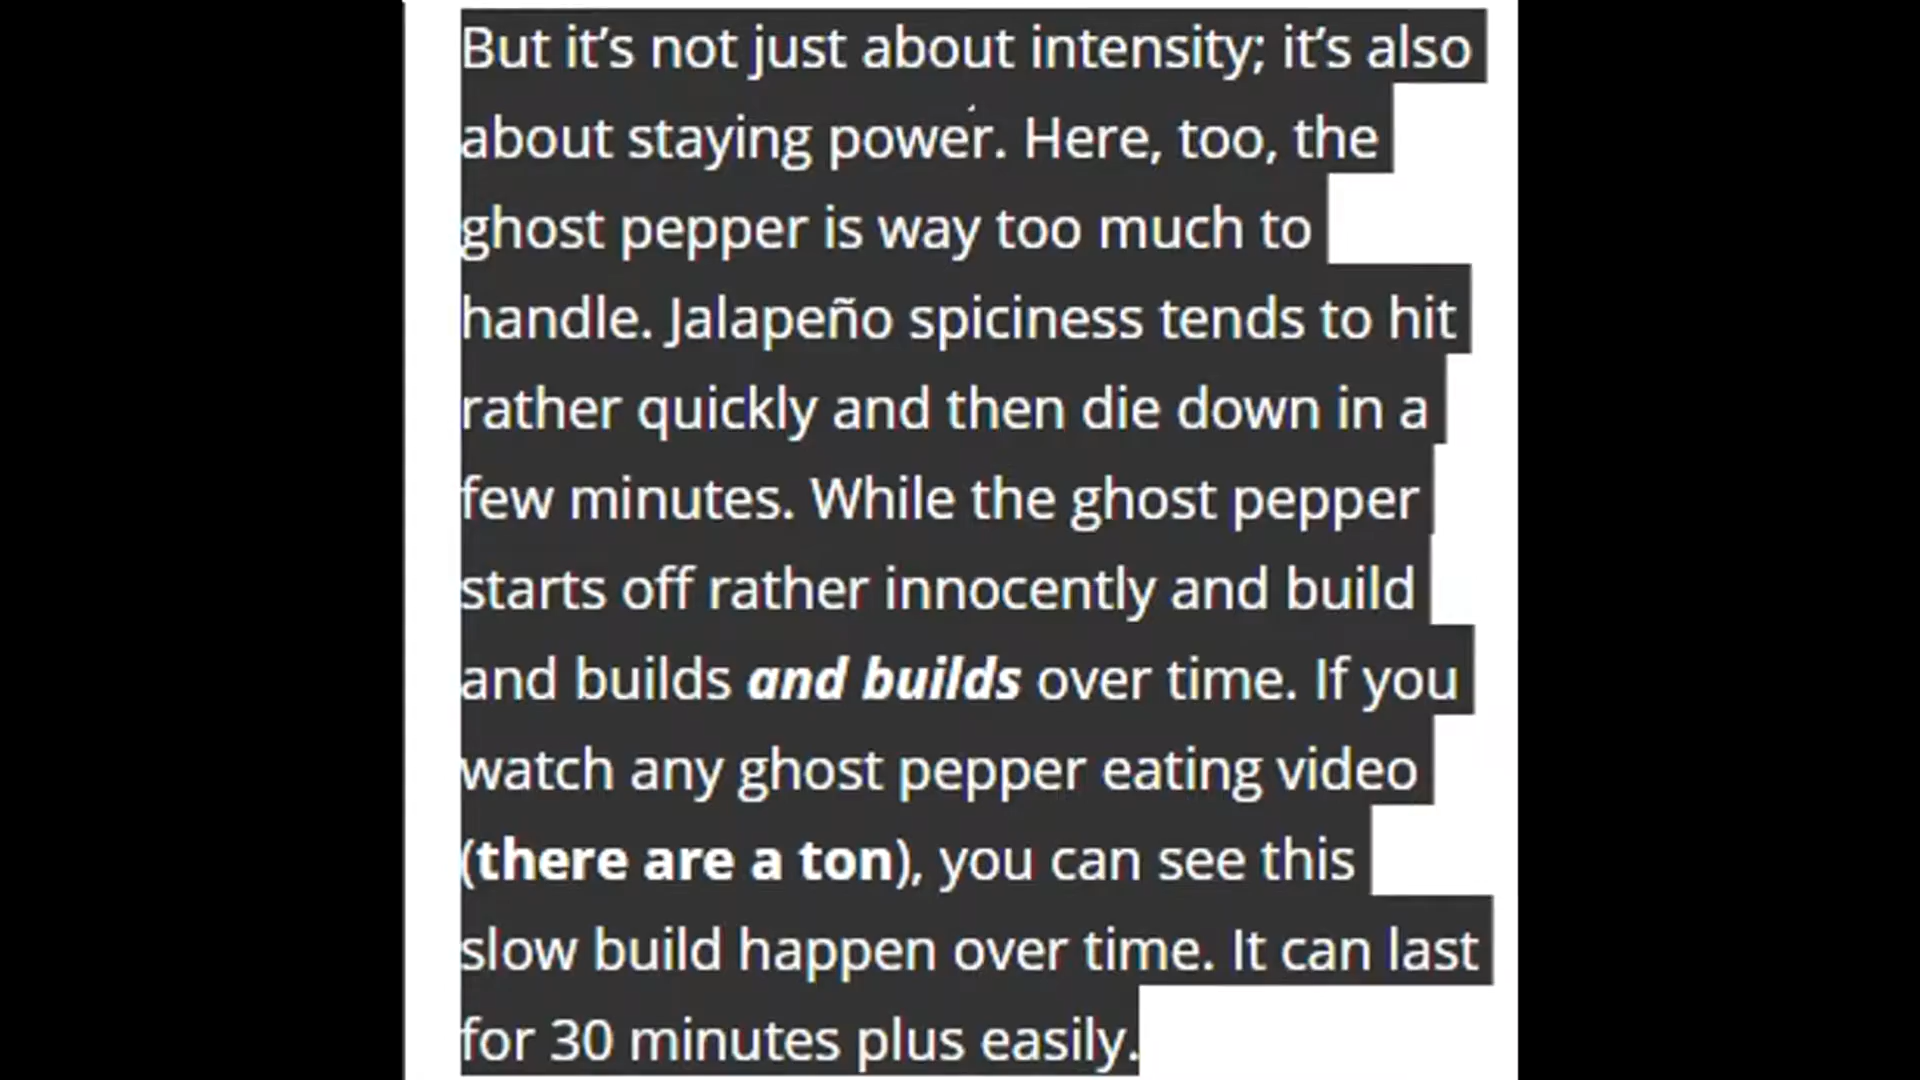 But it’s not just about intensity; it’s also
about staying power. Here, too, the
ghost pepper is way too much to
handle. Jalapeño spiciness tends to hit
rather quickly and then die down in a
few minutes. While the ghost pepper
starts off rather innocently and build
and builds and builds over time. If you
watch any ghost pepper eating video
(there are a ton), you can see this
slow build happen over time. It can last
for 30 minutes plus easily.